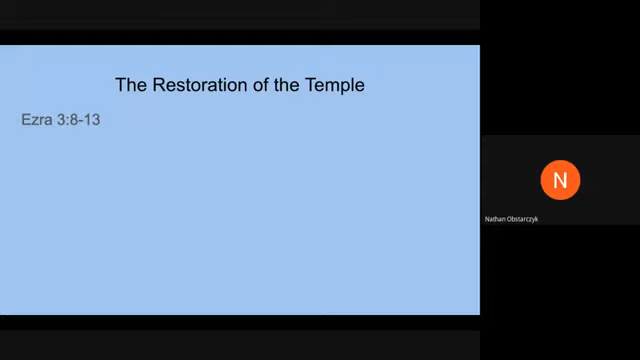 The Restoration of the Temple
Ezra 3:8-13
N
Nathan Obstarczyk